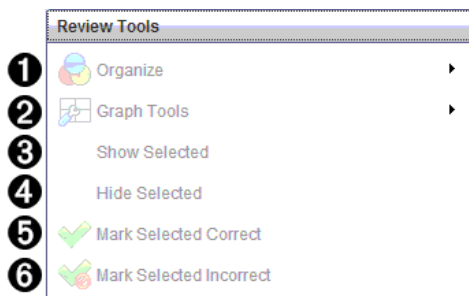 Review Tools
1 Organize
2 Graph Tools
3 Show Selected
4 Hide Selected
5 Mark Selected Correct
6 Mark Selected Incorrect